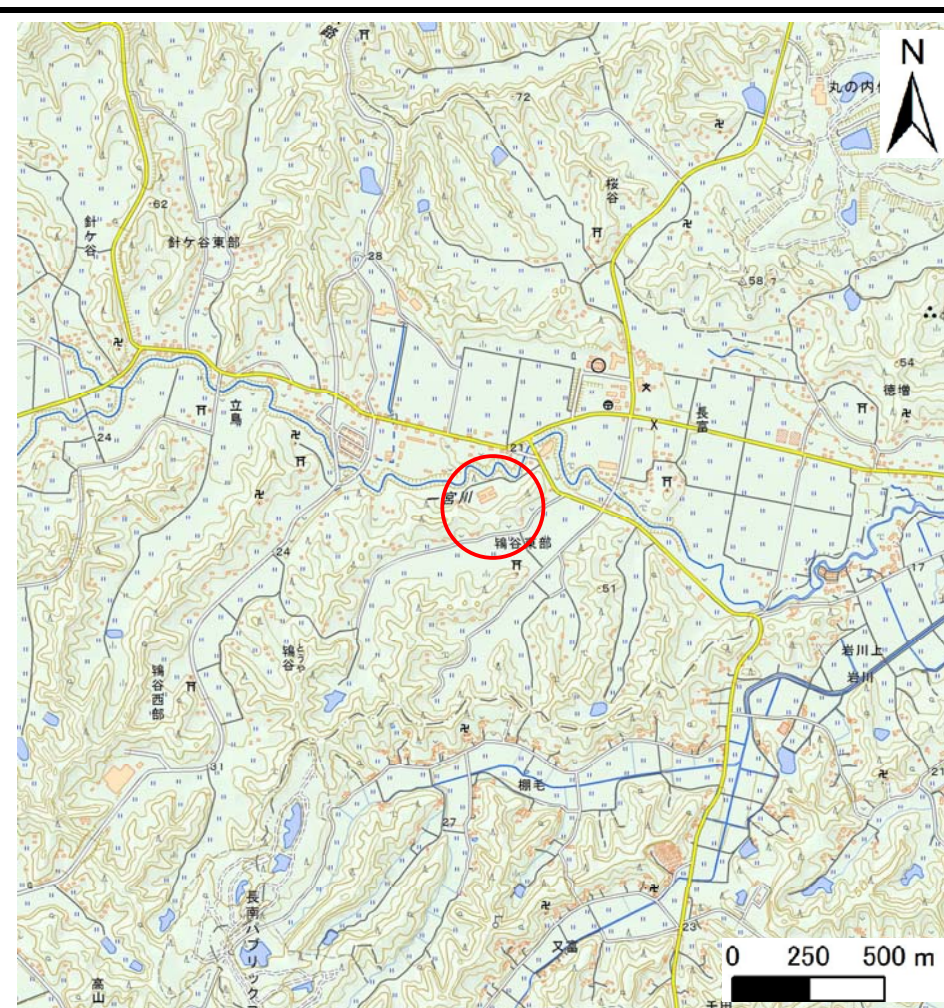 路
N
丸の内
72
桜谷
62
針ケ谷
針ケ谷東部
28
58
30
54
徳増
立鳥
長富
24
21
一宮川
鴇谷東部
24
51
17
鴇谷
とうや
岩川上
岩川
鴇谷西部
31
棚毛
21
27
長南パブリック
又富
23
高山
0 250 500 m